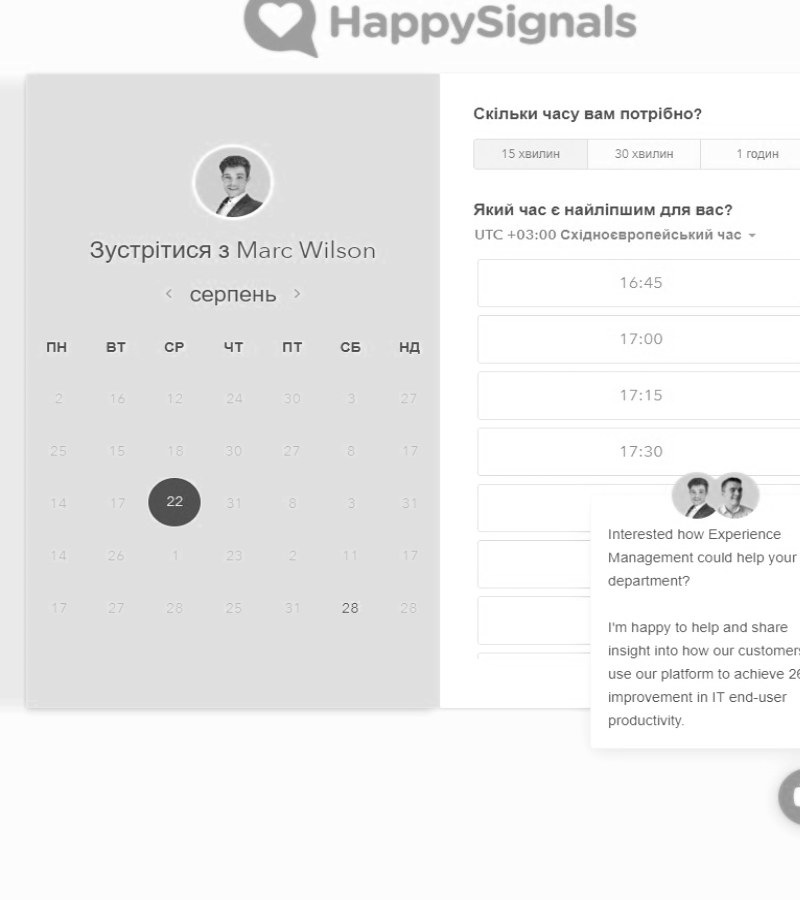 HappySignals
Зустрітися з Marc Wilson
‹ серпень ›
ПН ВТ СР ЧТ ПТ СБ НД
2 16 12 24 30 3 27
25 15 18 30 27 8 17
14 17 22 31 8 3 31
14 26 1 23 2 11 17
17 27 28 25 31 28 28
Скільки часу вам потрібно?
15 хвилин 30 хвилин 1 годин
Який час є найліпшим для вас?
UTC +03:00 Східноєвропейський час
16:45
17:00
17:15
17:30
Interested how Experience
Management could help your
department?
I'm happy to help and share
insight into how our customers
use our platform to achieve 26
improvement in IT end-user
productivity.